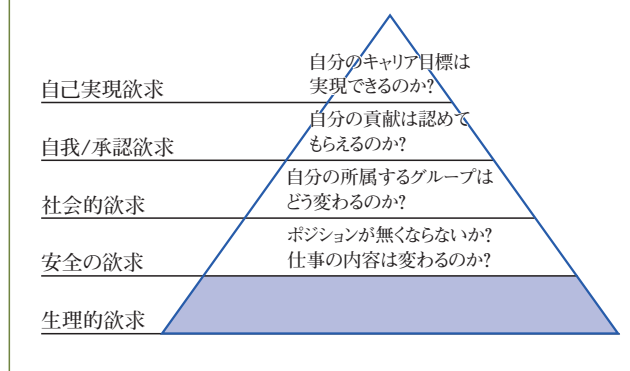 自分のキャリア目標は
実現できるのか?
自己実現欲求
自分の貢献は認めて
もらえるのか?
自我/承認欲求
自分の所属するグループは
どう変わるのか?
社会的欲求
ポジションが無くならないか?
仕事の内容は変わるのか?
安全の欲求
生理的欲求